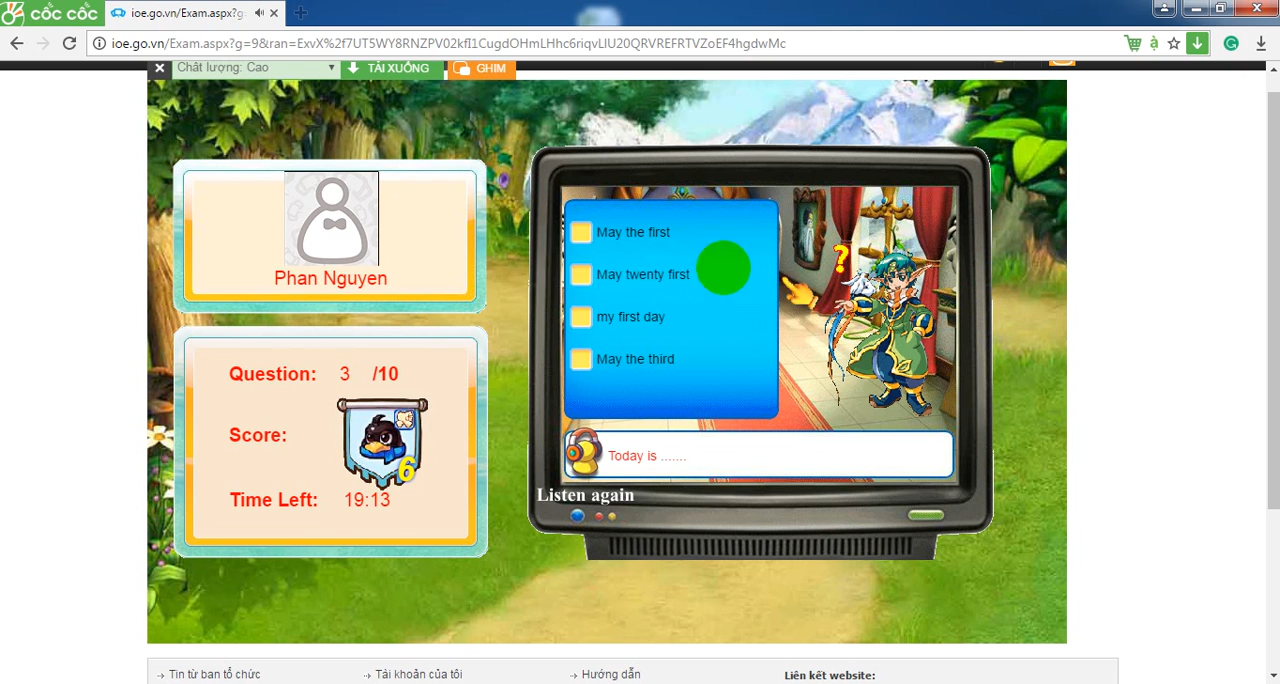 cốc cốc
ioe.go.vn/Exam.aspx?g
ioe.go.vn/Exam.aspx?g=9&ran=ExvX%2f7UT5WY8RNZPV02kfI1CugdOHmLHhc6riqvLIU20QRVREFRTVZoEF4hgdwMc
Chất lượng: Cao
TẢI XUỐNG
GHIM
Phan Nguyen
Question: 3 /10
Score:
6
Time Left: 19:13
May the first
May twenty first
my first day
May the third
?
Today is .......
Listen again
Tin từ ban tổ chức
Tài khoản của tôi
Hướng dẫn
Liên kết website: